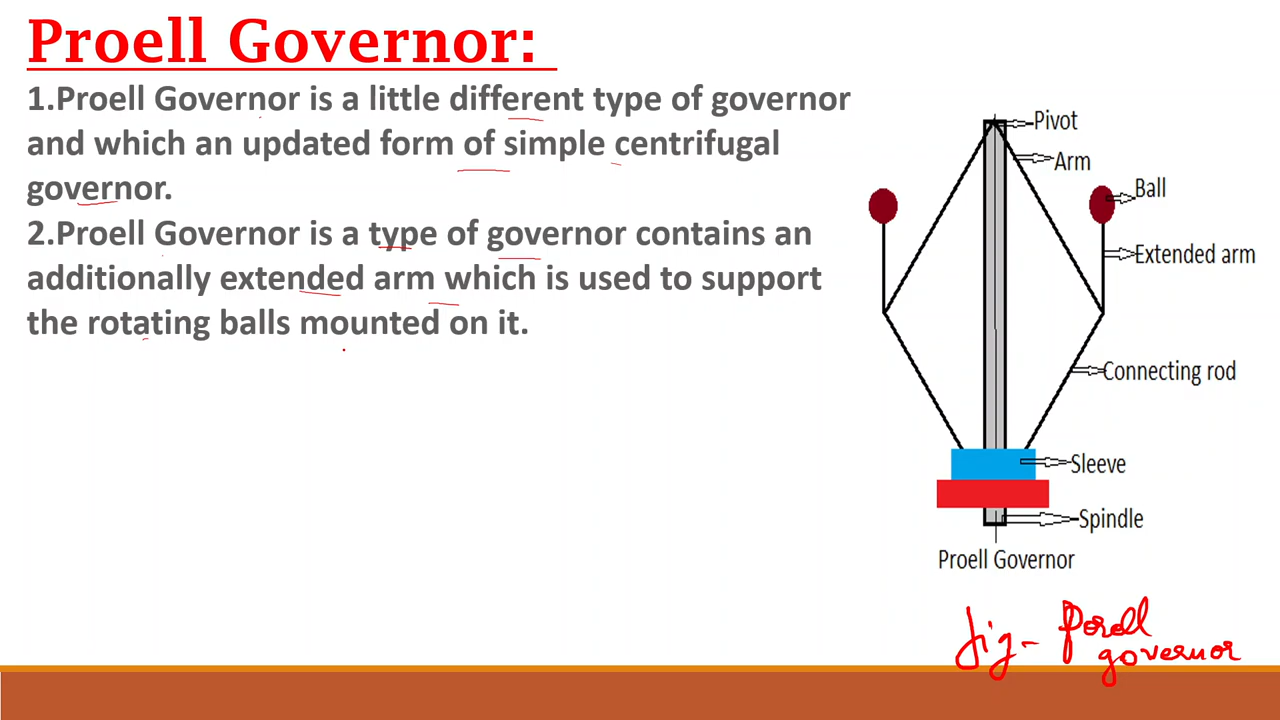 Proell Governor:
1.Proell Governor is a little different type of governor
and which an updated form of simple centrifugal
governor.
2.Proell Governor is a type of governor contains an
additionally extended arm which is used to support
the rotating balls mounted on it.
Pivot
Arm
Ball
Extended arm
Connecting rod
Sleeve
Spindle
Proell Governor
fig - Poroll
governor